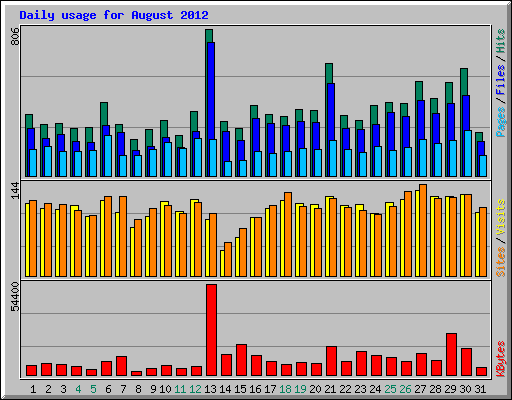 Daily usage for August 2012
806
Pages / Files / Hits
144
Sites / Visits
54400
KBytes
1 2 3 4 5 6 7 8 9 10 11 12 13 14 15 16 17 18 19 20 21 22 23 24 25 26 27 28 29 30 31